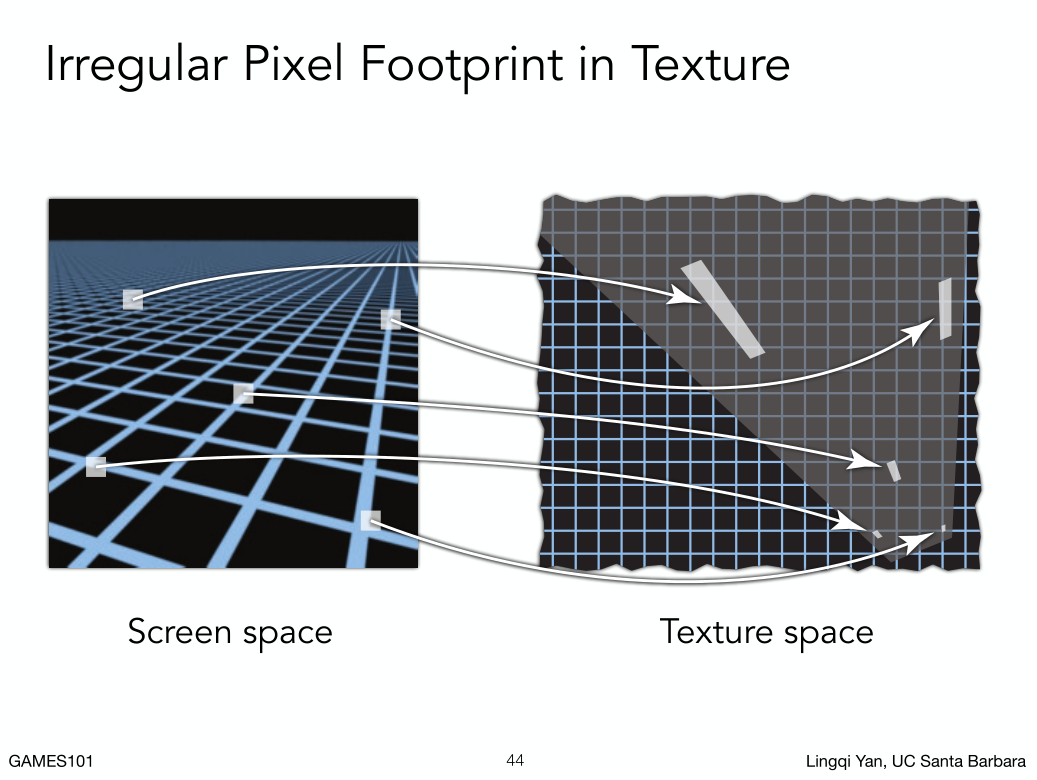 Irregular Pixel Footprint in Texture
Screen space
Texture space
GAMES101
44
Lingqi Yan, UC Santa Barbara